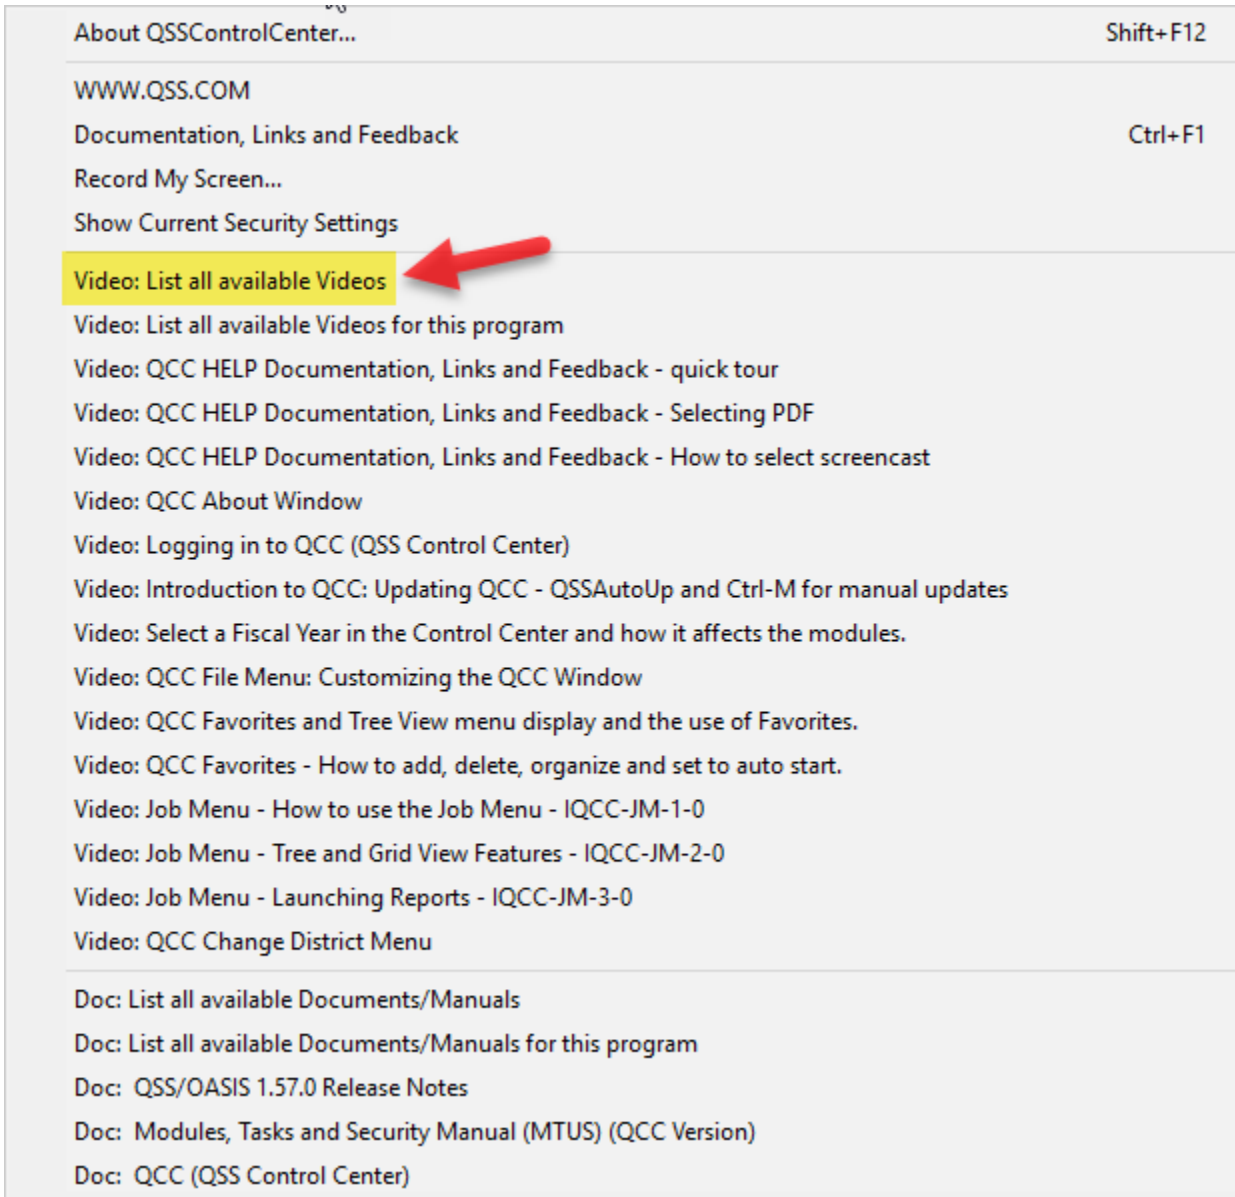 About QSSControlCenter... Shift+F12
WWW.QSS.COM
Documentation, Links and Feedback Ctrl+F1
Record My Screen...
Show Current Security Settings
Video: List all available Videos
Video: List all available Videos for this program
Video: QCC HELP Documentation, Links and Feedback - quick tour
Video: QCC HELP Documentation, Links and Feedback - Selecting PDF
Video: QCC HELP Documentation, Links and Feedback - How to select screencast
Video: QCC About Window
Video: Logging in to QCC (QSS Control Center)
Video: Introduction to QCC: Updating QCC - QSSAutoUp and Ctrl-M for manual updates
Video: Select a Fiscal Year in the Control Center and how it affects the modules.
Video: QCC File Menu: Customizing the QCC Window
Video: QCC Favorites and Tree View menu display and the use of Favorites.
Video: QCC Favorites - How to add, delete, organize and set to auto start.
Video: Job Menu - How to use the Job Menu - IQCC-JM-1-0
Video: Job Menu - Tree and Grid View Features - IQCC-JM-2-0
Video: Job Menu - Launching Reports - IQCC-JM-3-0
Video: QCC Change District Menu
Doc: List all available Documents/Manuals
Doc: List all available Documents/Manuals for this program
Doc:  QSS/OASIS 1.57.0 Release Notes
Doc:  Modules, Tasks and Security Manual (MTUS) (QCC Version)
Doc:  QCC (QSS Control Center)